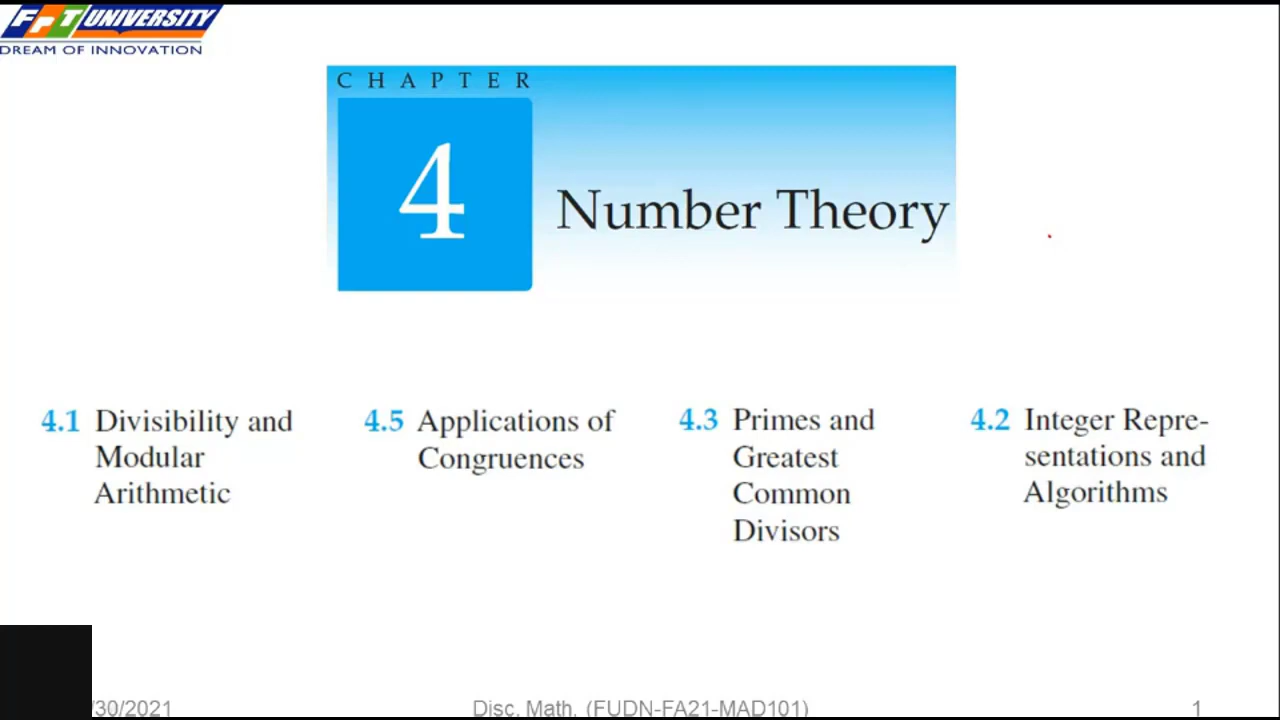 FPT UNIVERSITY
DREAM OF INNOVATION
CHAPTER
4
Number Theory
4.1 Divisibility and
Modular
Arithmetic
4.5 Applications of
Congruences
4.3 Primes and
Greatest
Common
Divisors
4.2 Integer Repre-
sentations and
Algorithms
/30/2021
Disc. Math. (FUDN-FA21-MAD101)
1